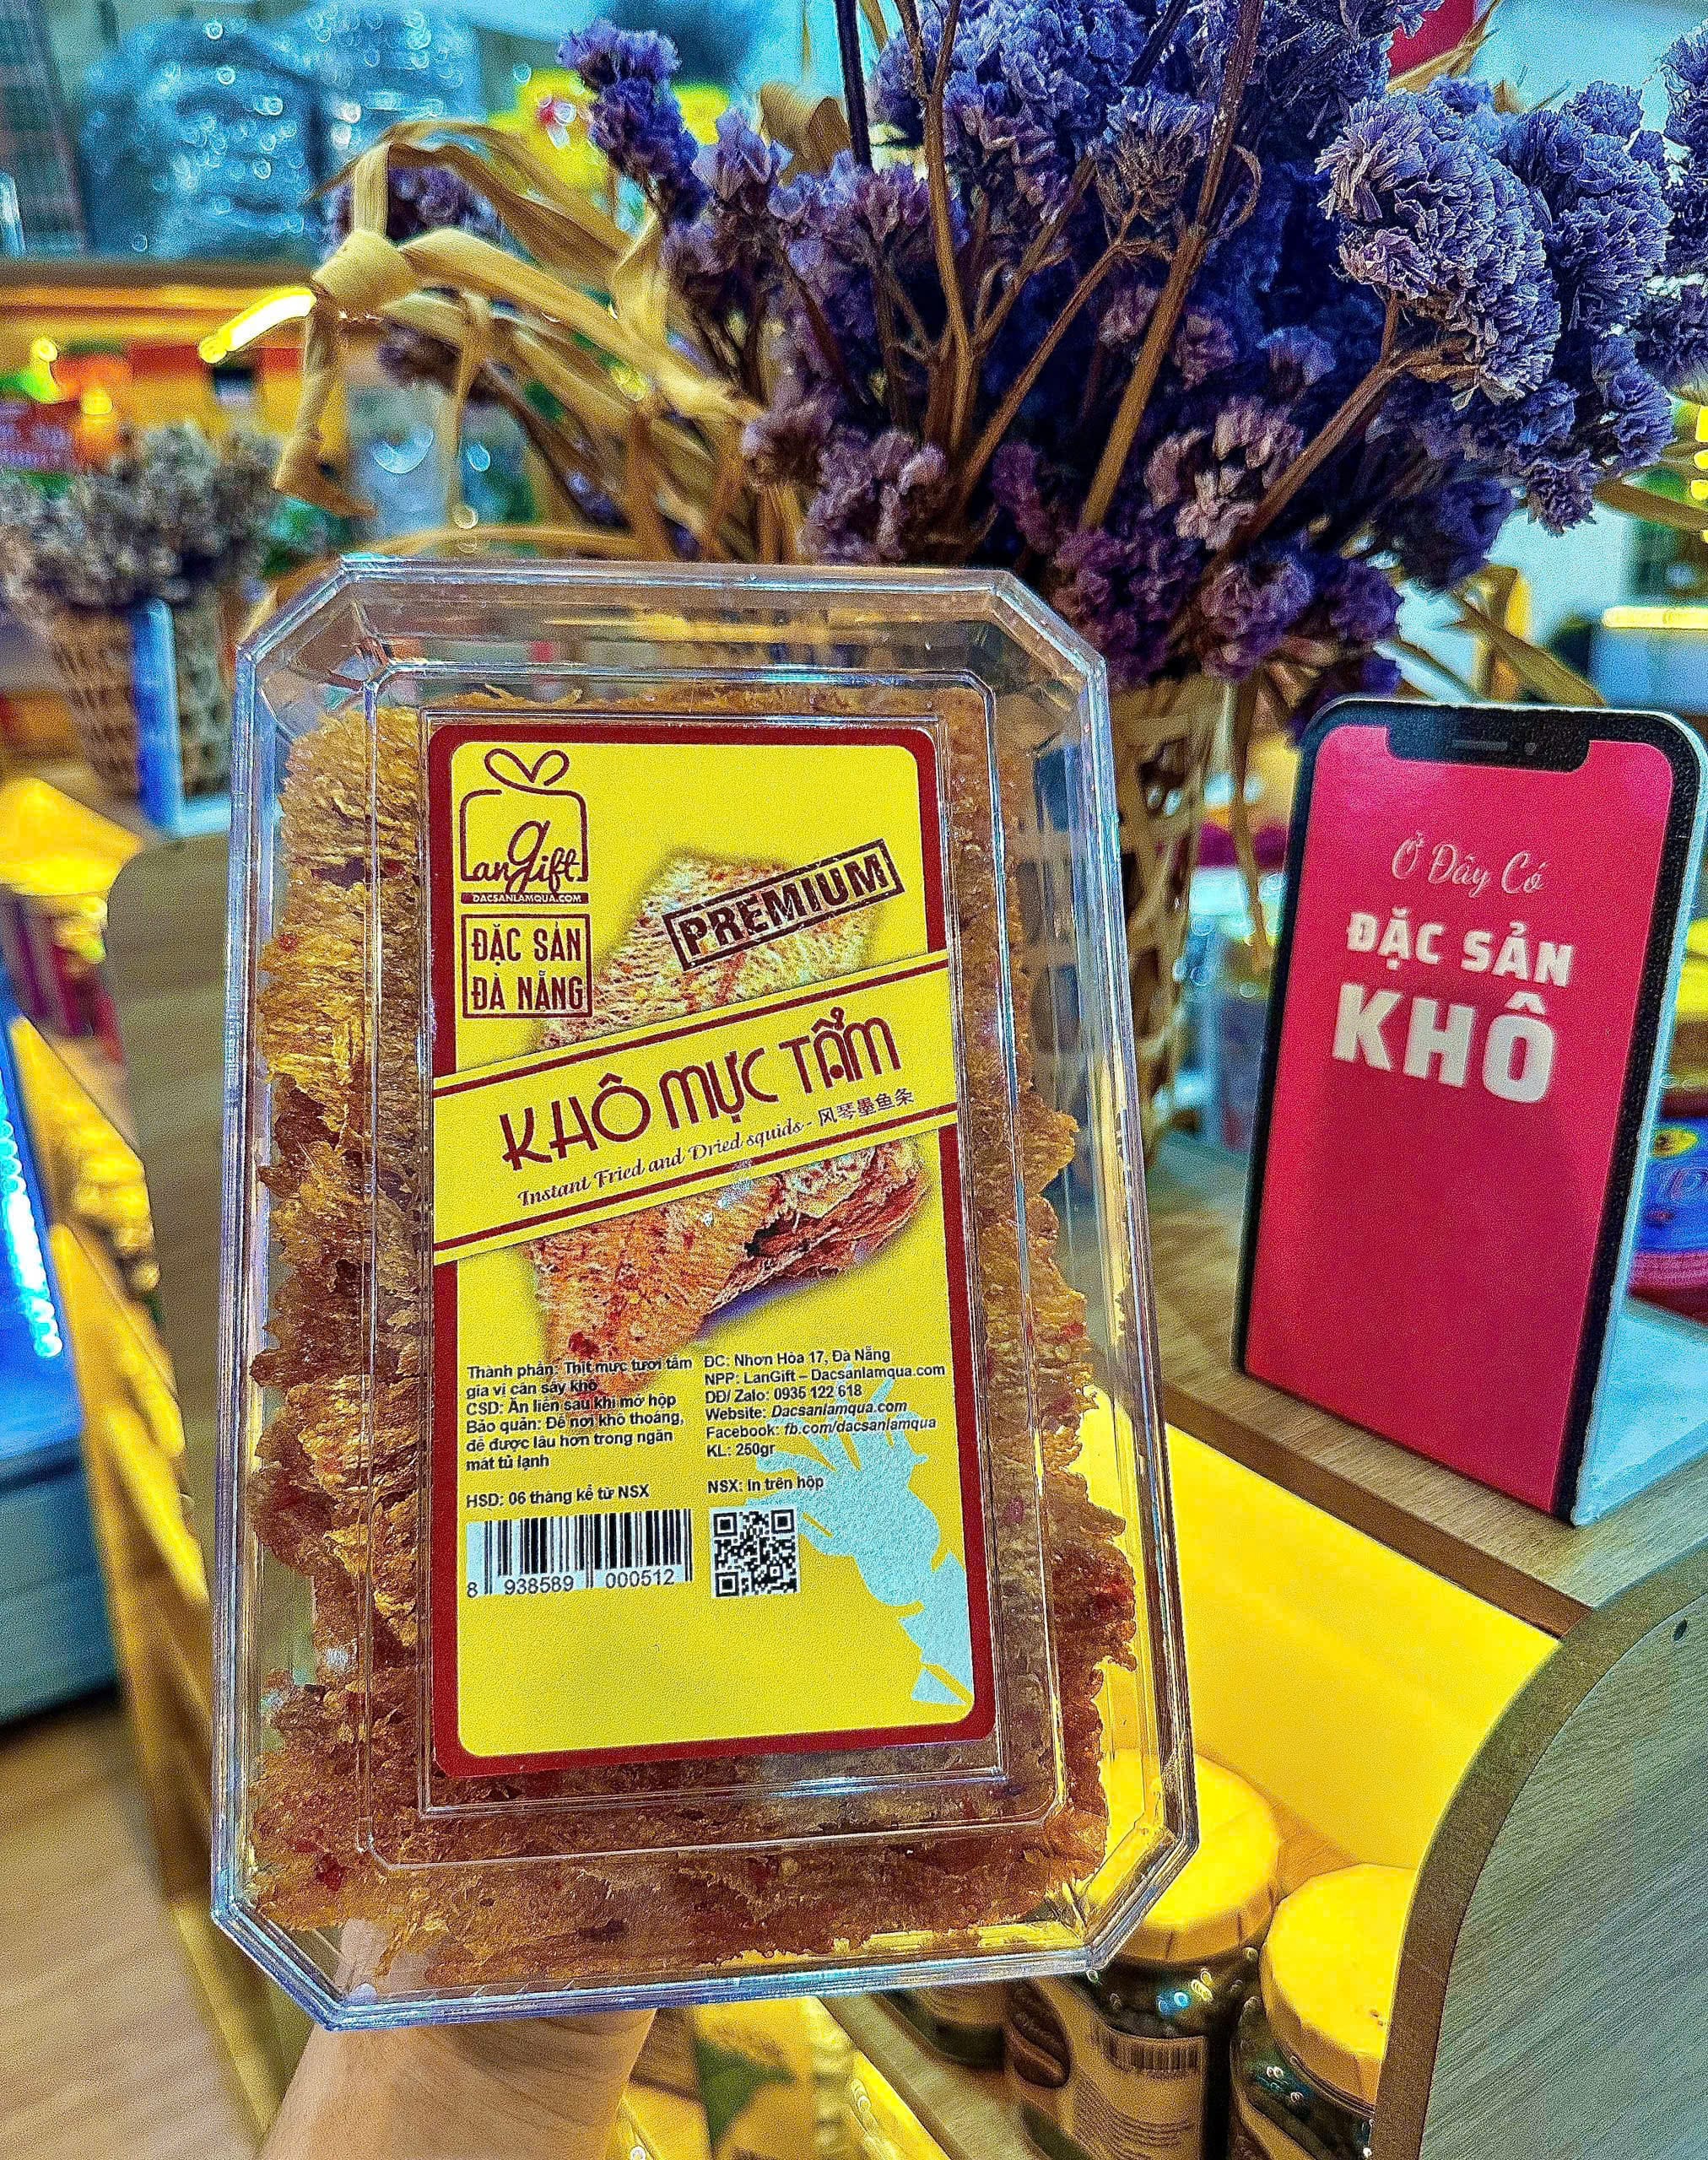 Lan gift
DACSANLAMQUA.COM
ĐẶC SẢN
ĐÀ NẴNG
PREMIUM
KHÔ MỰC TẨM
Instant Fried and Dried squids - 风琴墨鱼条
Thành phần: Thịt mực tươi tẩm
gia vị cán sấy khô
CSD: Ăn liền sau khi mở hộp
Bảo quản: Để nơi khô thoáng,
để được lâu hơn trong ngăn
mát tủ lạnh
HSD: 06 tháng kể từ NSX
8 938589 000512
ĐC: Nhơn Hòa 17, Đà Nẵng
NPP: LanGift – Dacsanlamqua.com
DĐ/ Zalo: 0935 122 618
Website: Dacsanlamqua.com
Facebook: fb.com/dacsanlamqua
KL: 250gr
NSX: In trên hộp
Ở Đây Có
ĐẶC SẢN
KHÔ